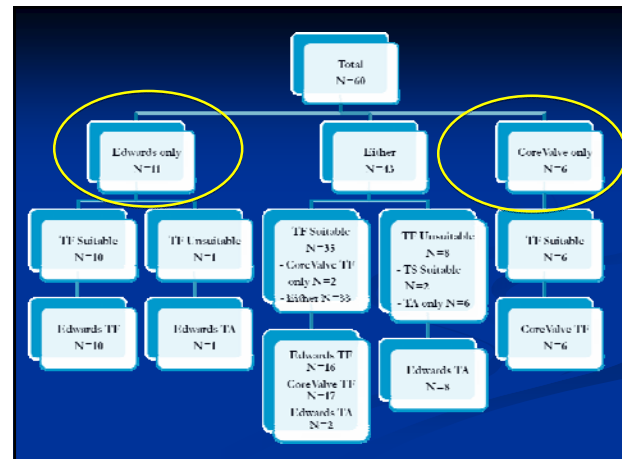 Total
N=60
Edwards only
N=11
Either
N=43
CoreValve only
N=6
TF Suitable
N=10
TF Unsuitable
N=1
TF Suitable
N=35
- CoreValve TF
only N=2
- Either N=33
TF Unsuitable
N=8
- TS Suitable
N=2
- TA only N=6
TF Suitable
N=6
Edwards TF
N=10
Edwards TA
N=1
Edwards TF
N=16
CoreValve TF
N=17
Edwards TA
N=2
Edwards TA
N=8
CoreValve TF
N=6